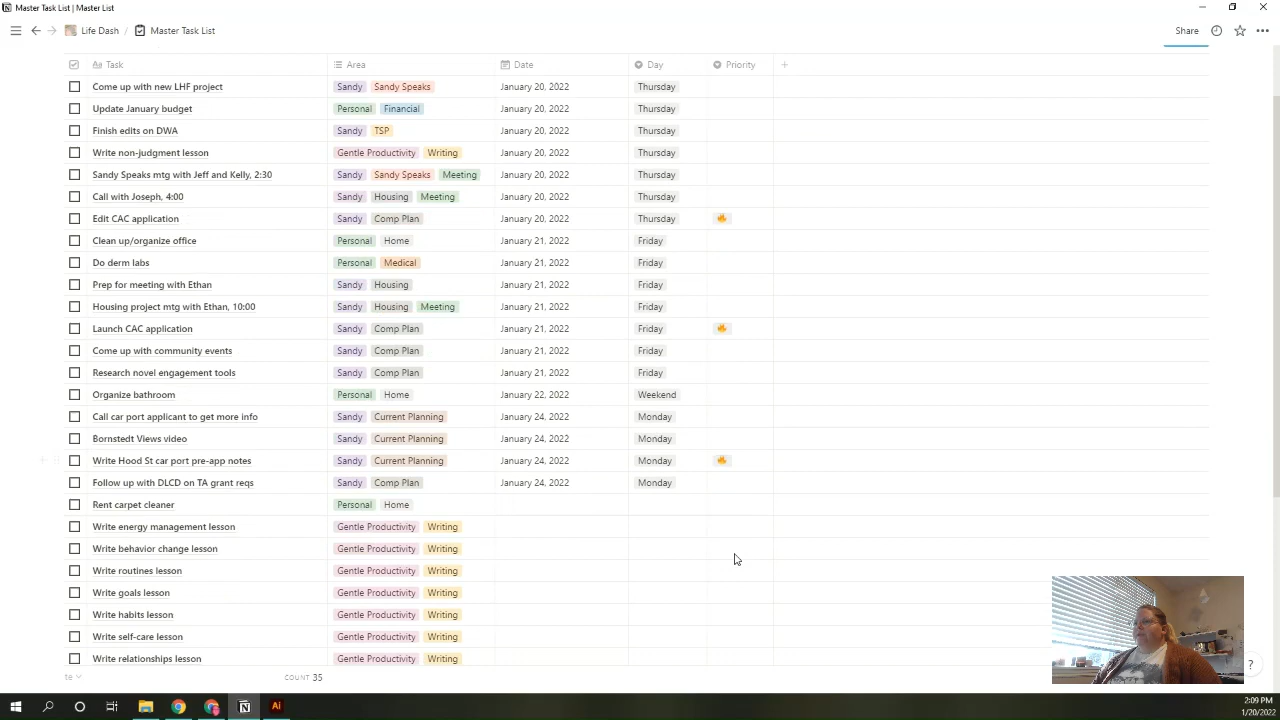 Master Task List | Master List
Life Dash / Master Task List Share
Task Area Date Day Priority +
Come up with new LHF project Sandy Sandy Speaks January 20, 2022 Thursday
Update January budget Personal Financial January 20, 2022 Thursday
Finish edits on DWA Sandy TSP January 20, 2022 Thursday
Write non-judgment lesson Gentle Productivity Writing January 20, 2022 Thursday
Sandy Speaks mtg with Jeff and Kelly, 2:30 Sandy Sandy Speaks Meeting January 20, 2022 Thursday
Call with Joseph, 4:00 Sandy Housing Meeting January 20, 2022 Thursday
Edit CAC application Sandy Comp Plan January 20, 2022 Thursday 🔥
Clean up/organize office Personal Home January 21, 2022 Friday
Do derm labs Personal Medical January 21, 2022 Friday
Prep for meeting with Ethan Sandy Housing January 21, 2022 Friday
Housing project mtg with Ethan, 10:00 Sandy Housing Meeting January 21, 2022 Friday
Launch CAC application Sandy Comp Plan January 21, 2022 Friday 🔥
Come up with community events Sandy Comp Plan January 21, 2022 Friday
Research novel engagement tools Sandy Comp Plan January 21, 2022 Friday
Organize bathroom Personal Home January 22, 2022 Weekend
Call car port applicant to get more info Sandy Current Planning January 24, 2022 Monday
Bornstedt Views video Sandy Current Planning January 24, 2022 Monday
Write Hood St car port pre-app notes Sandy Current Planning January 24, 2022 Monday 🔥
Follow up with DLCD on TA grant reqs Sandy Comp Plan January 24, 2022 Monday
Rent carpet cleaner Personal Home
Write energy management lesson Gentle Productivity Writing
Write behavior change lesson Gentle Productivity Writing
Write routines lesson Gentle Productivity Writing
Write goals lesson Gentle Productivity Writing
Write habits lesson Gentle Productivity Writing
Write self-care lesson Gentle Productivity Writing
Write relationships lesson Gentle Productivity Writing
te COUNT 35
?
2:09 PM
1/20/2022